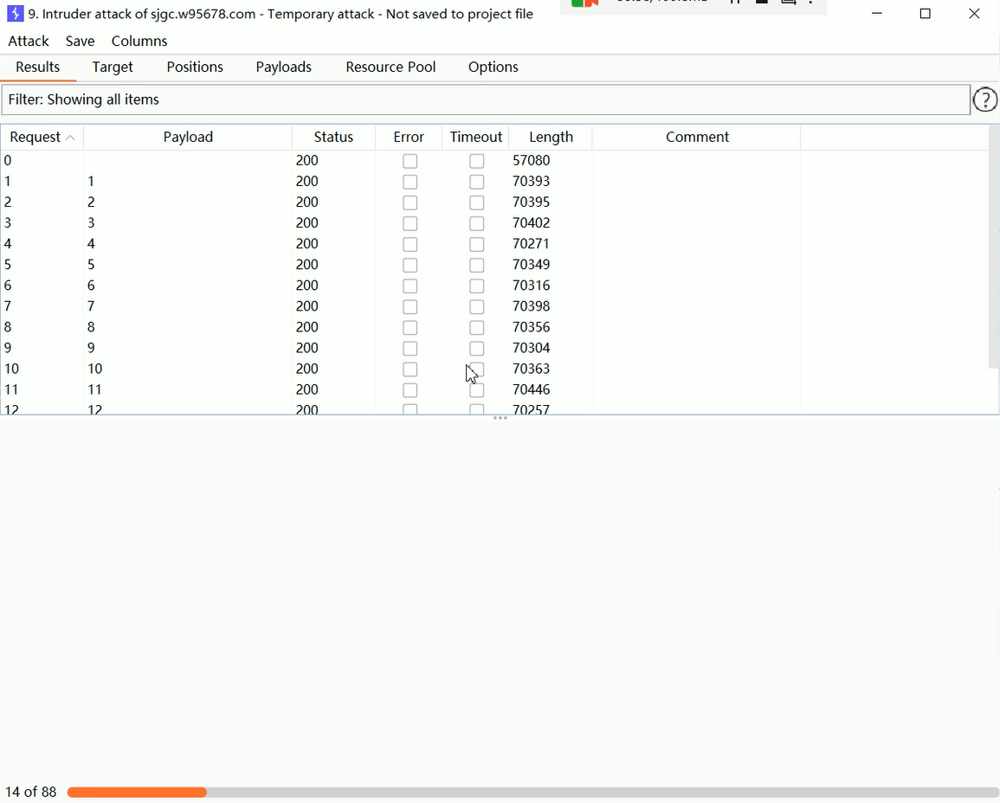 9. Intruder attack of sjgc.w95678.com - Temporary attack - Not saved to project file
Attack Save Columns
Results Target Positions Payloads Resource Pool Options
Filter: Showing all items
Request Payload Status Error Timeout Length Comment
0 200 57080
1 1 200 70393
2 2 200 70395
3 3 200 70402
4 4 200 70271
5 5 200 70349
6 6 200 70316
7 7 200 70398
8 8 200 70356
9 9 200 70304
10 10 200 70363
11 11 200 70446
12 12 200 70257
14 of 88